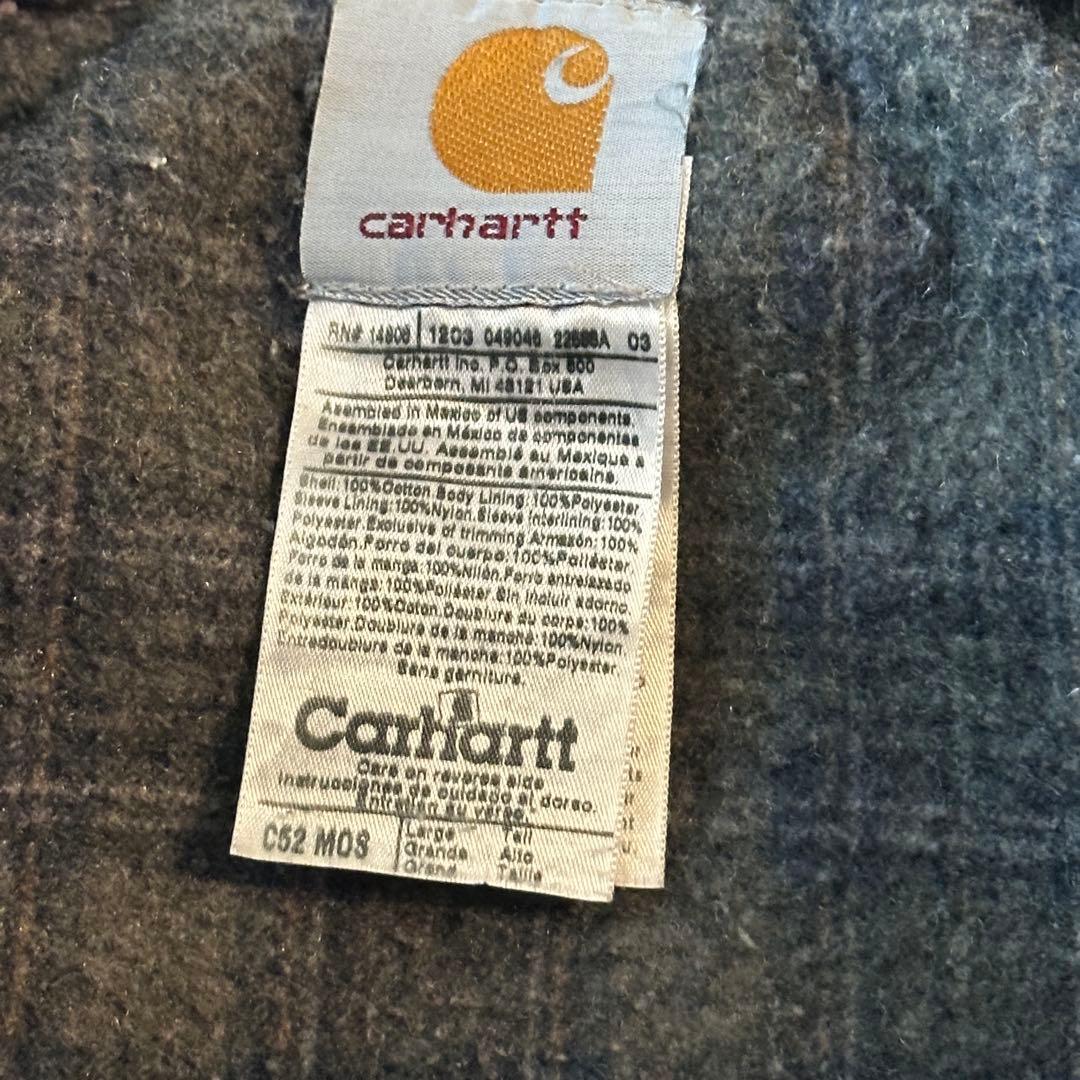 carhartt
RN# 14806 1203 049046 A 03
Carhartt Inc. P.O. Box 600
Dearborn, MI 48121 USA
Assembled in Mexico of US components.
Ensamblado en México de componentes
de los EE.UU. Assemblé au Mexique à
partir de composants américains.
Shell:100%Cotton.Body Lining:100%Polyester
Sleeve Lining:100%Nylon.Sleeve Interlining:100%
Polyester.Exclusive of trimming.Armazón:100%
Algodón.Forro del cuerpo:100%Poliéster
Forro de la manga:100%Nilón.Forro entrelazado
de la manga:100%Poliéster.Sin incluir adorno
Extérieur:100%Coton.Doublure du corps:100%
Polyester.Doublure de la manche:100%Nylon
Entredoublure de la manche:100%Polyester.
Sans garniture.
Carhartt
Care on reverse side
Instrucciones de cuidado al dorso.
Entretien au verso.
C52 MOS
Large Tall
Grande Alto
Grand Taille